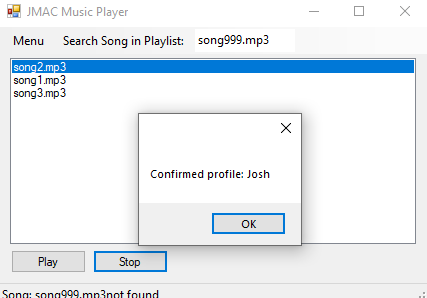 JMAC Music Player
Menu Search Song in Playlist: song999.mp3
song2.mp3
song1.mp3
song3.mp3
Confirmed profile: Josh
OK
Play Stop
Song: song999.mp3not found